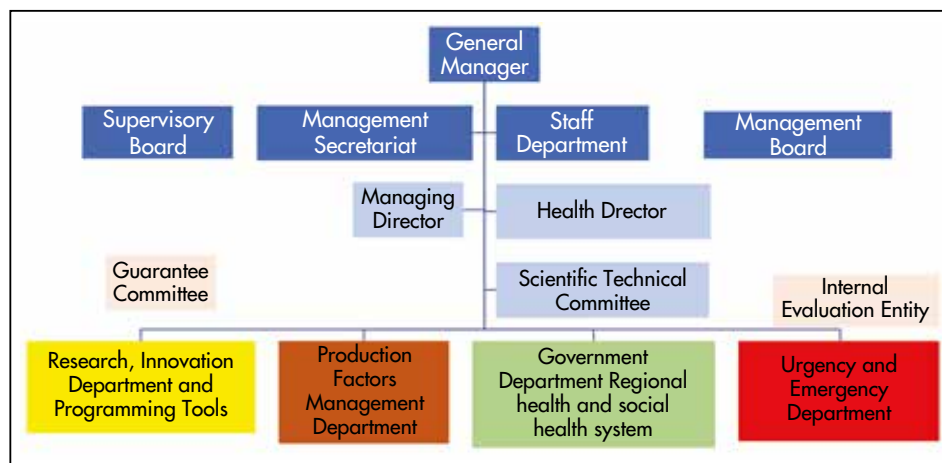 General
Manager
Supervisory
Board
Management
Secretariat
Staff
Department
Management
Board
Managing
Director
Health Drector
Guarantee
Committee
Scientific Technical
Committee
Internal
Evaluation Entity
Research, Innovation
Department and
Programming Tools
Production
Factors
Management
Department
Government
Department Regional
health and social
health system
Urgency and
Emergency
Department